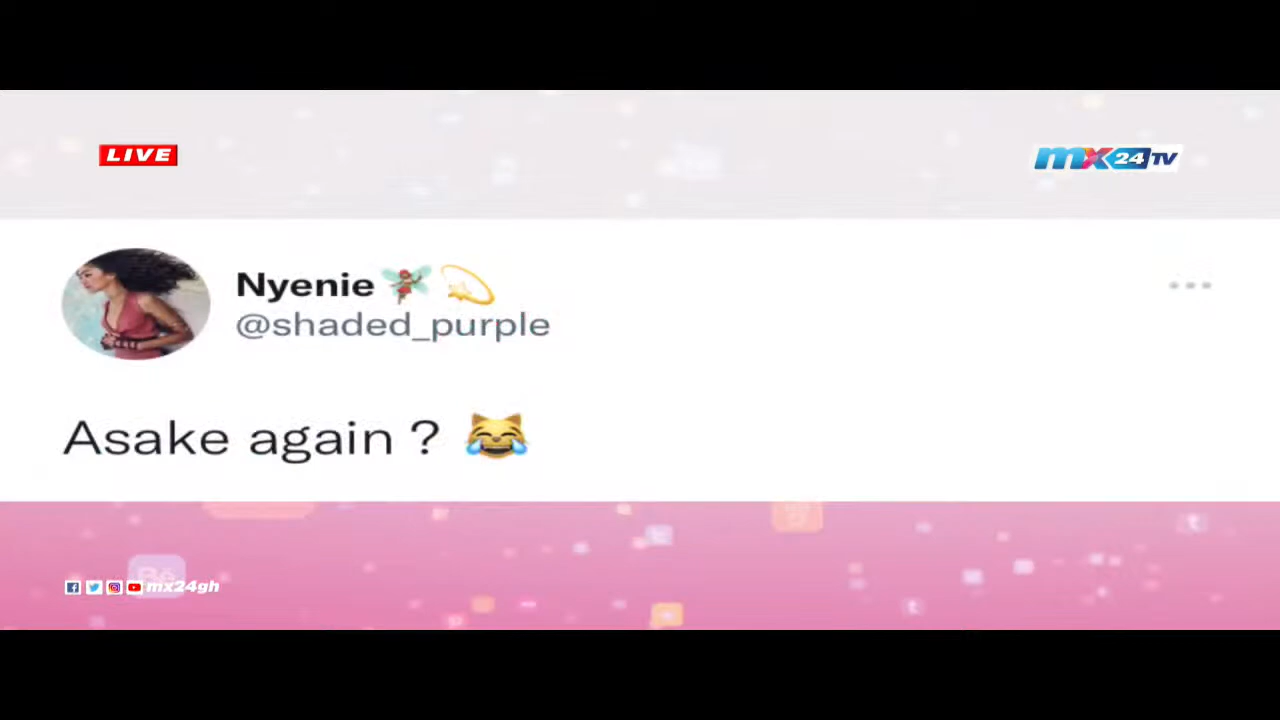 LIVE
mx24TV
Nyenie🧚💫
@shaded_purple
Asake again ? 😹
mx24gh